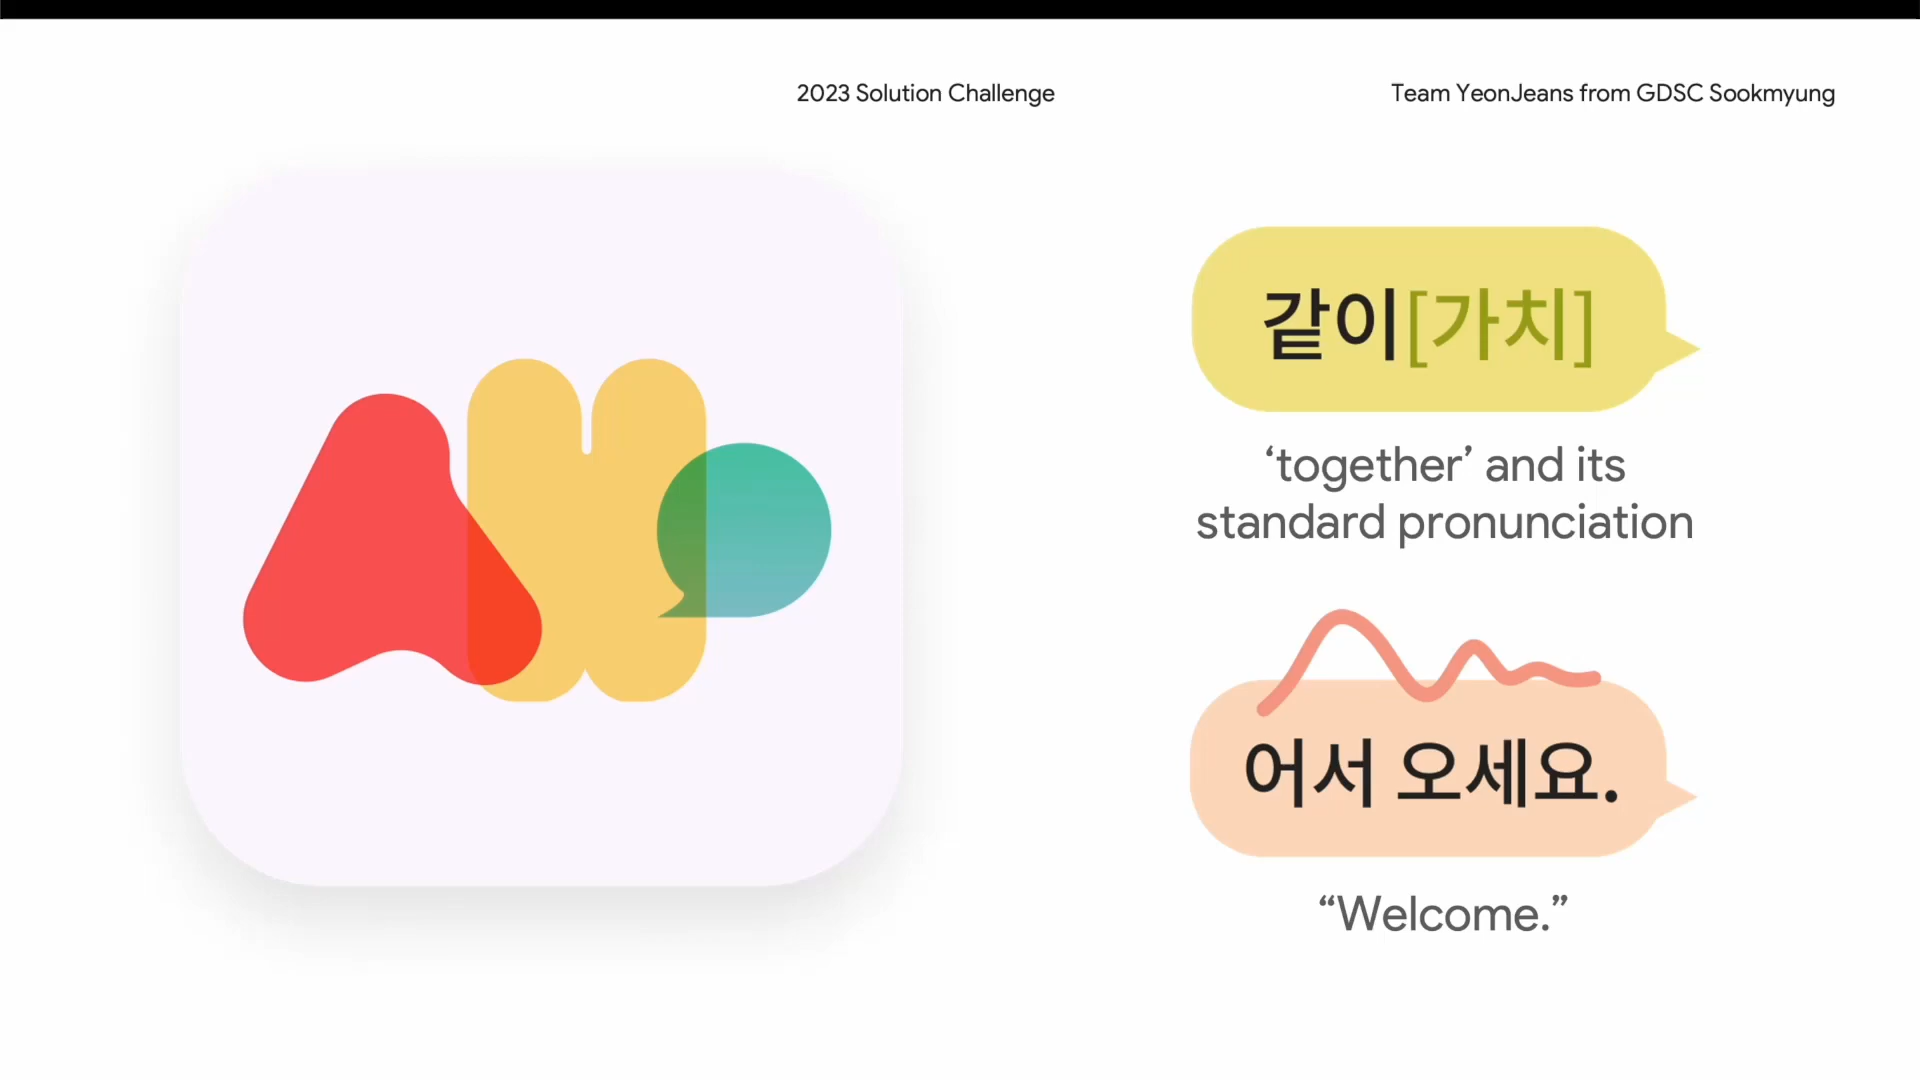 2023 Solution Challenge
Team YeonJeans from GDSC Sookmyung
같이[가치]
‘together’ and its
standard pronunciation
어서 오세요.
“Welcome.”